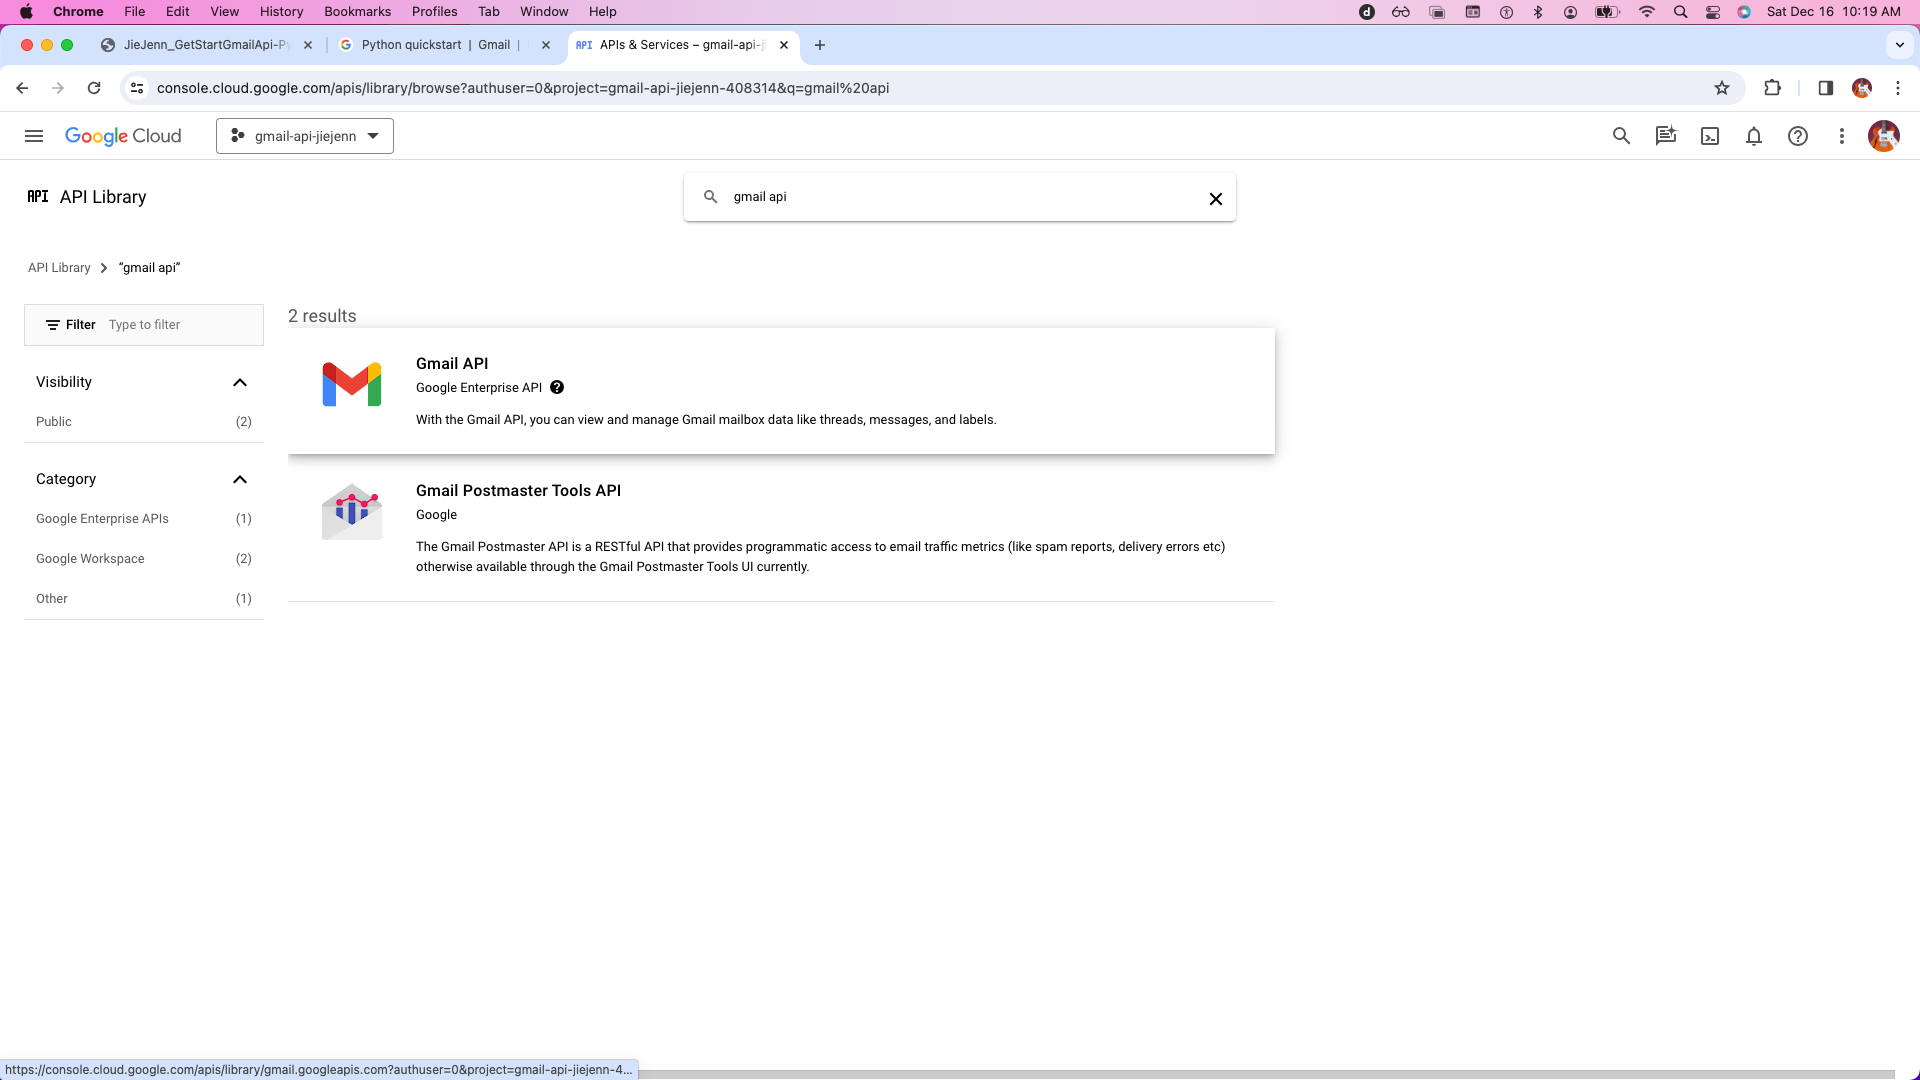 Chrome File Edit View History Bookmarks Profiles Tab Window Help Sat Dec 16 10:19 AM
JieJenn_GetStartGmailApi-P Python quickstart | Gmail | API APIs & Services – gmail-api-ji
console.cloud.google.com/apis/library/browse?authuser=0&project=gmail-api-jiejenn-408314&q=gmail%20api
Google Cloud gmail-api-jiejenn
API API Library gmail api
API Library “gmail api”
Filter Type to filter
2 results
Visibility
Public (2)
Category
Google Enterprise APIs (1)
Google Workspace (2)
Other (1)
Gmail API
Google Enterprise API
With the Gmail API, you can view and manage Gmail mailbox data like threads, messages, and labels.
Gmail Postmaster Tools API
Google
The Gmail Postmaster API is a RESTful API that provides programmatic access to email traffic metrics (like spam reports, delivery errors etc)
otherwise available through the Gmail Postmaster Tools UI currently.
https://console.cloud.google.com/apis/library/gmail.googleapis.com?authuser=0&project=gmail-api-jiejenn-4...